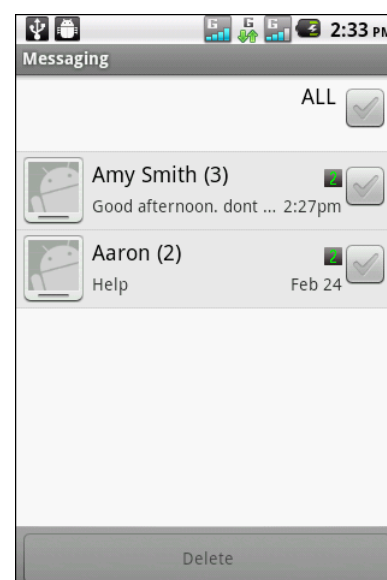 G G G 2:33 PM
Messaging
ALL
Amy Smith (3) 2
Good afternoon. dont ... 2:27pm
Aaron (2) 2
Help Feb 24
Delete